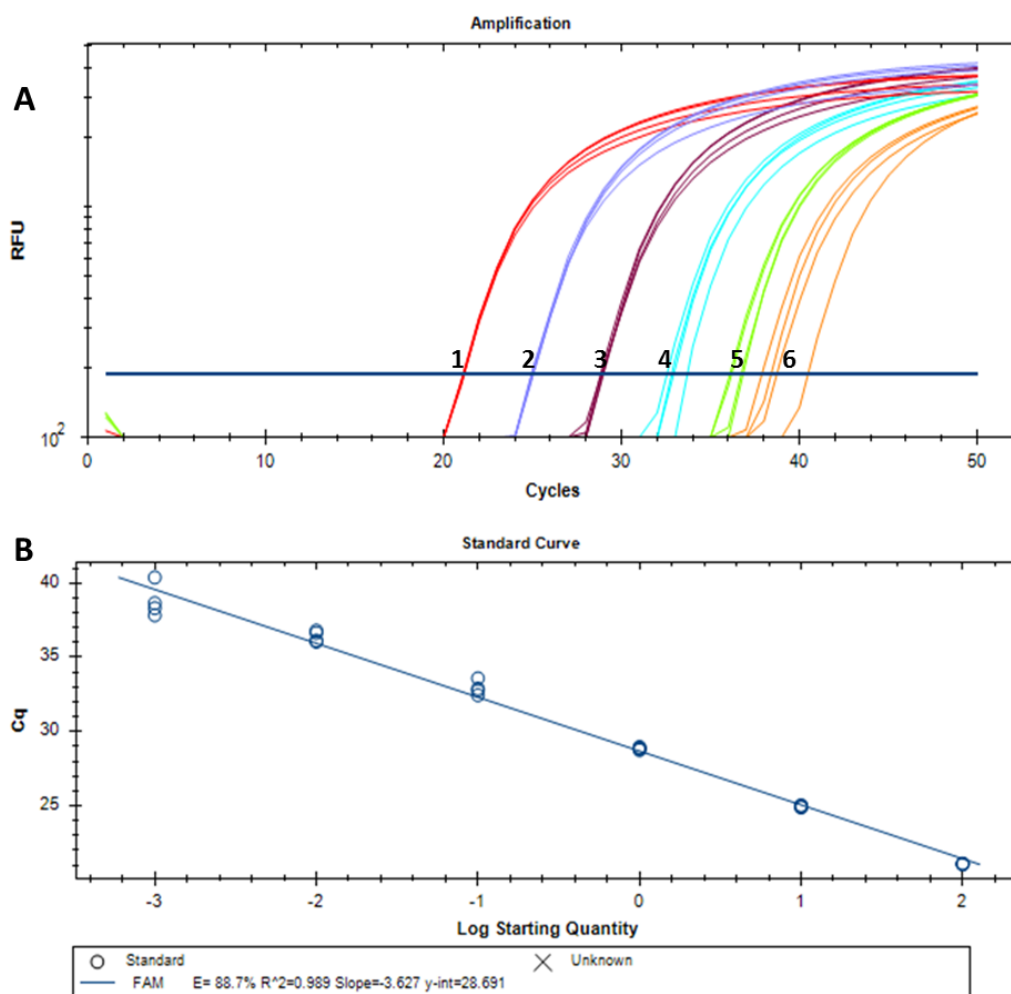 Amplification
A
RFU
1 2 3 4 5 6
10^2
0 10 20 30 40 50
Cycles
B
Standard Curve
40
35
30
25
Cq
-3 -2 -1 0 1 2
Log Starting Quantity
Standard Unknown
FAM E= 88.7% R^2=0.989 Slope=-3.627 y-int=28.691